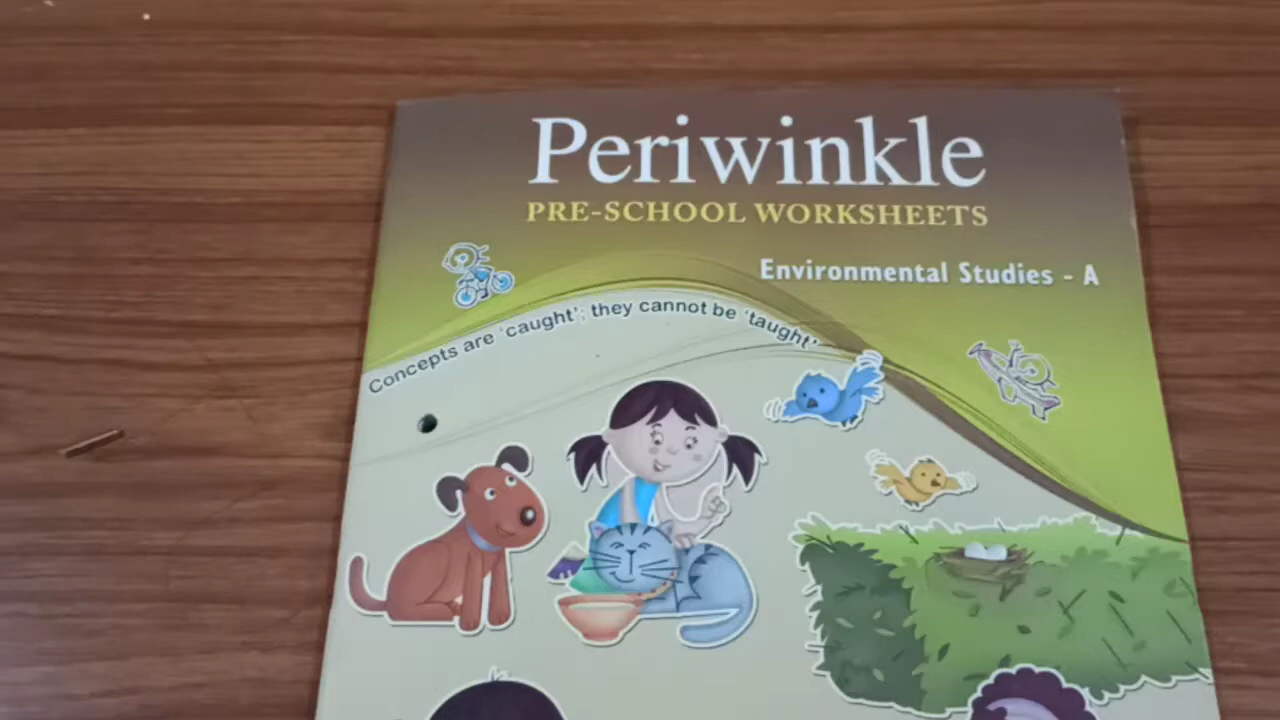 Periwinkle
PRE-SCHOOL WORKSHEETS
Environmental Studies - A
Concepts are 'caught'; they cannot be 'taught'